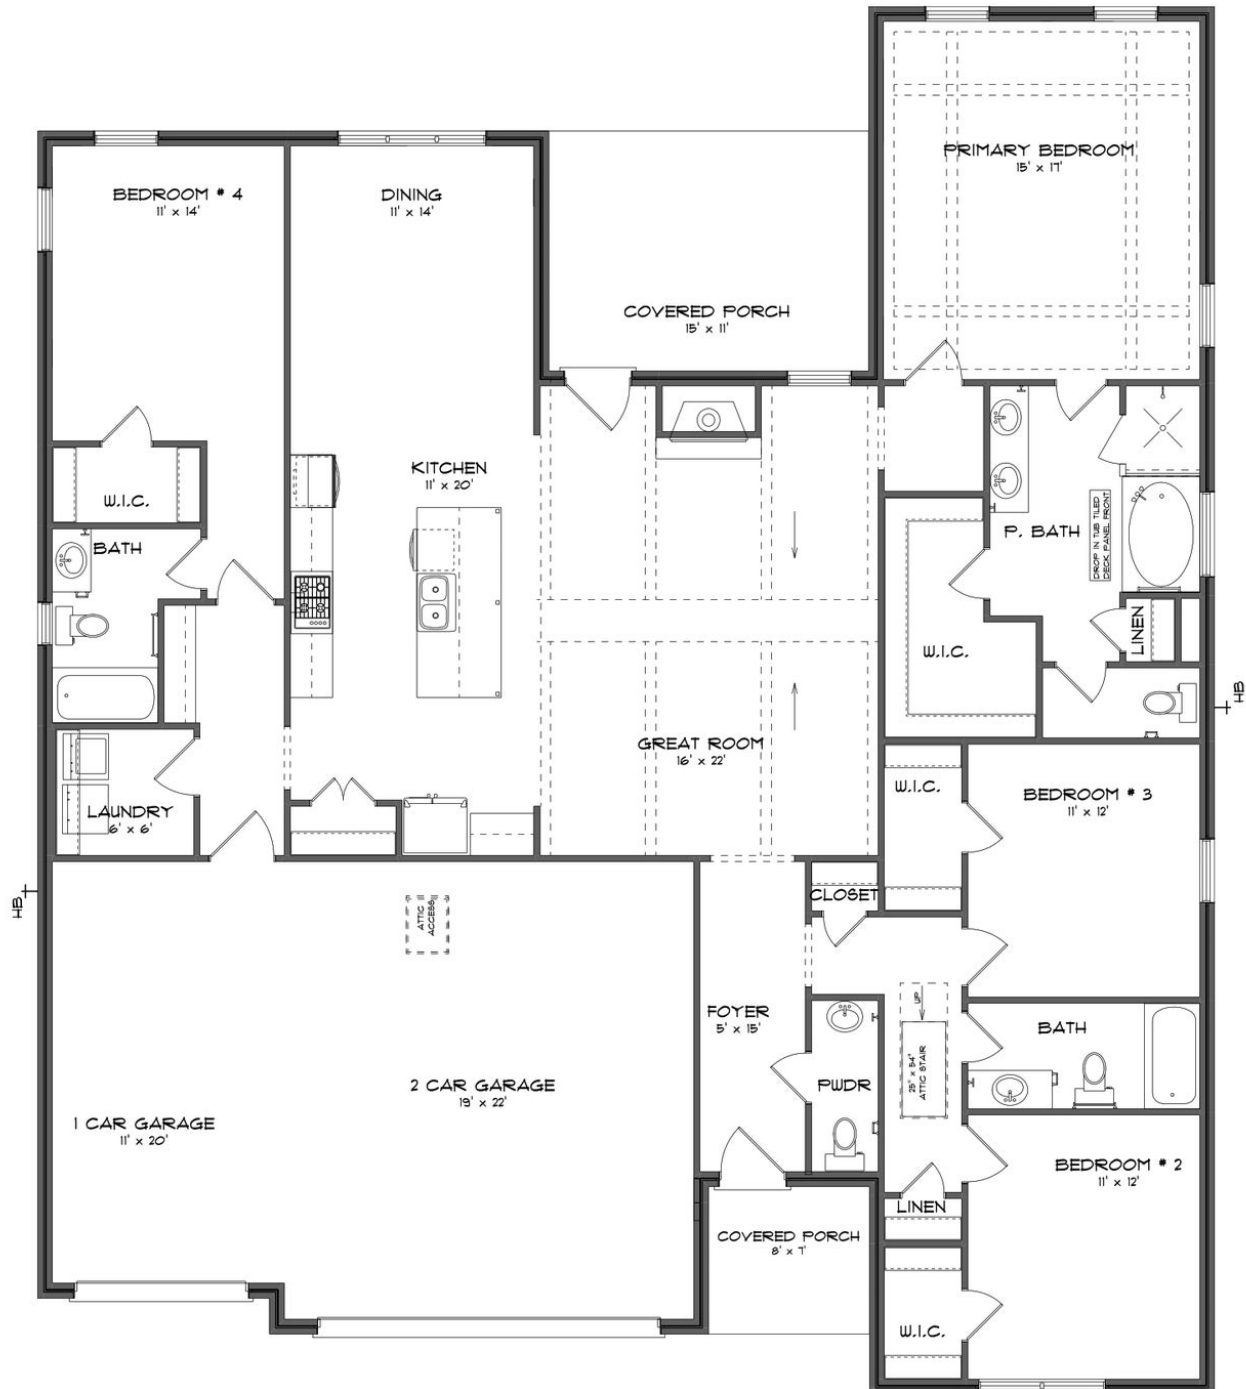 PRIMARY BEDROOM
15' x 17'
BEDROOM # 4
11' x 14'
DINING
11' x 14'
COVERED PORCH
15' x 11'
KITCHEN
11' x 20'
W.I.C.
BATH
P. BATH
DROP IN TUB TILED
DECK PANEL FRONT
LINEN
W.I.C.
HB
GREAT ROOM
16' x 22'
LAUNDRY
6' x 6'
W.I.C.
BEDROOM # 3
11' x 12'
HB
ATTIC
ACCESS
CLOSET
FOYER
5' x 15'
UP
25" x 54"
ATTIC STAIR
BATH
PWDR
2 CAR GARAGE
19' x 22'
1 CAR GARAGE
11' x 20'
BEDROOM # 2
11' x 12'
LINEN
COVERED PORCH
8' x 7'
W.I.C.